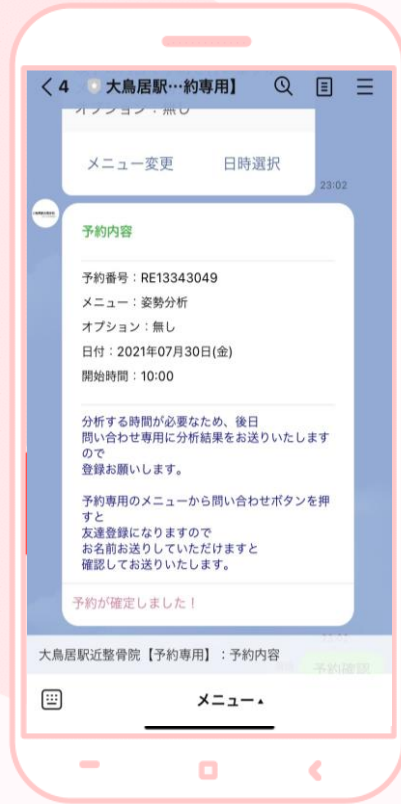 4 大鳥居駅…約専用】
オプション：無し
メニュー変更 日時選択
23:02
予約内容
予約番号：RE13343049
メニュー：姿勢分析
オプション：無し
日付：2021年07月30日(金)
開始時間：10:00
分析する時間が必要なため、後日
問い合わせ専用に分析結果をお送りいたします
ので
登録お願いします。
予約専用のメニューから問い合わせボタンを押
すと
友達登録になりますので
お名前お送りしていただけますと
確認してお送りいたします。
予約が確定しました！
大鳥居駅近整骨院【予約専用】：予約内容
予約確認
メニュー▴